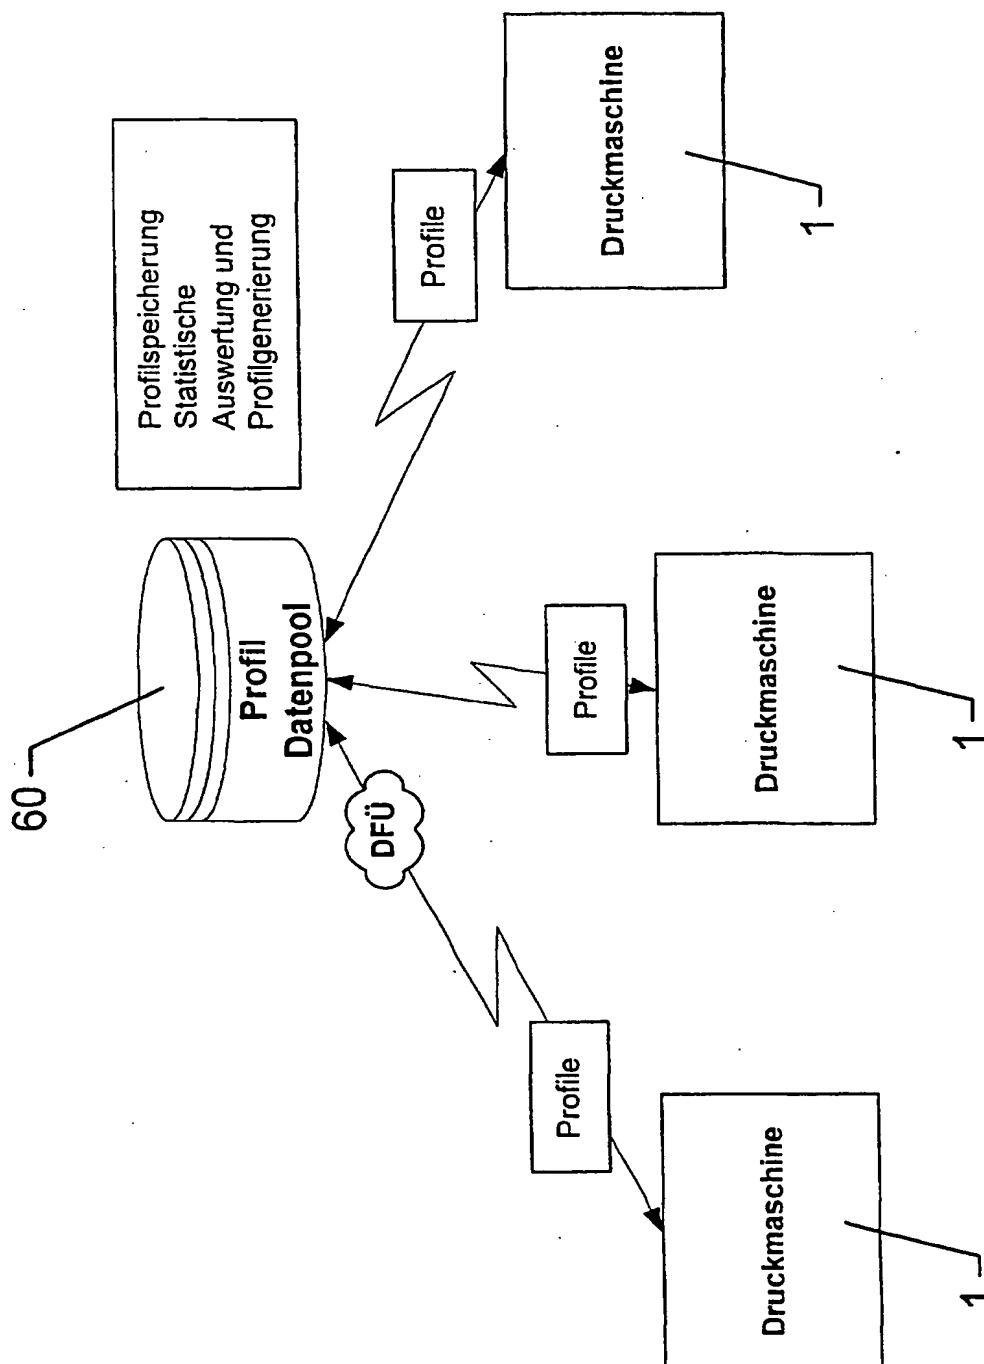 60
Profil
Datenpool
Profilspeicherung
Statistische
Auswertung und
Profilgenerierung
DFÜ
Profile
Profile
Profile
Druckmaschine
1
Druckmaschine
1
Druckmaschine
1